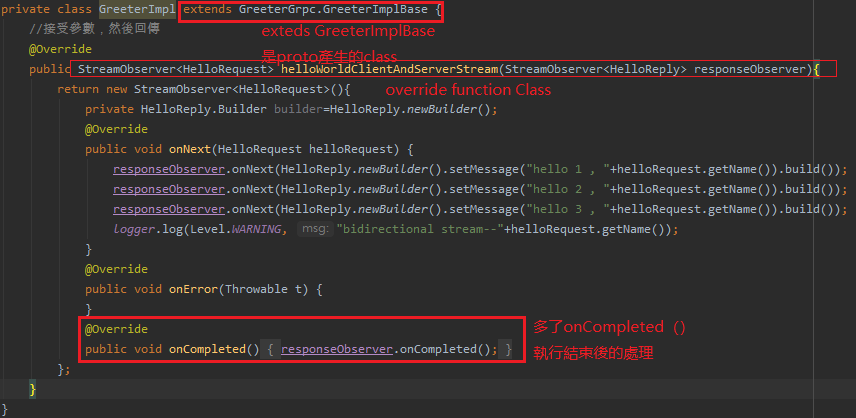 private class GreeterImpl extends GreeterGrpc.GreeterImplBase {
exteds GreeterImplBase
//接受參數，然後回傳
是proto產生的class
@Override
public StreamObserver<HelloRequest> helloWorldClientAndServerStream(StreamObserver<HelloReply> responseObserver){
override function Class
return new StreamObserver<HelloRequest>(){
private HelloReply.Builder builder=HelloReply.newBuilder();
@Override
public void onNext(HelloRequest helloRequest) {
responseObserver.onNext(HelloReply.newBuilder().setMessage("hello 1 , "+helloRequest.getName()).build());
responseObserver.onNext(HelloReply.newBuilder().setMessage("hello 2 , "+helloRequest.getName()).build());
responseObserver.onNext(HelloReply.newBuilder().setMessage("hello 3 , "+helloRequest.getName()).build());
logger.log(Level.WARNING, msg: "bidirectional stream--"+helloRequest.getName());
}
@Override
public void onError(Throwable t) {
}
@Override
public void onCompleted() { responseObserver.onCompleted(); }
多了onCompleted（）
執行結束後的處理
};
}
}